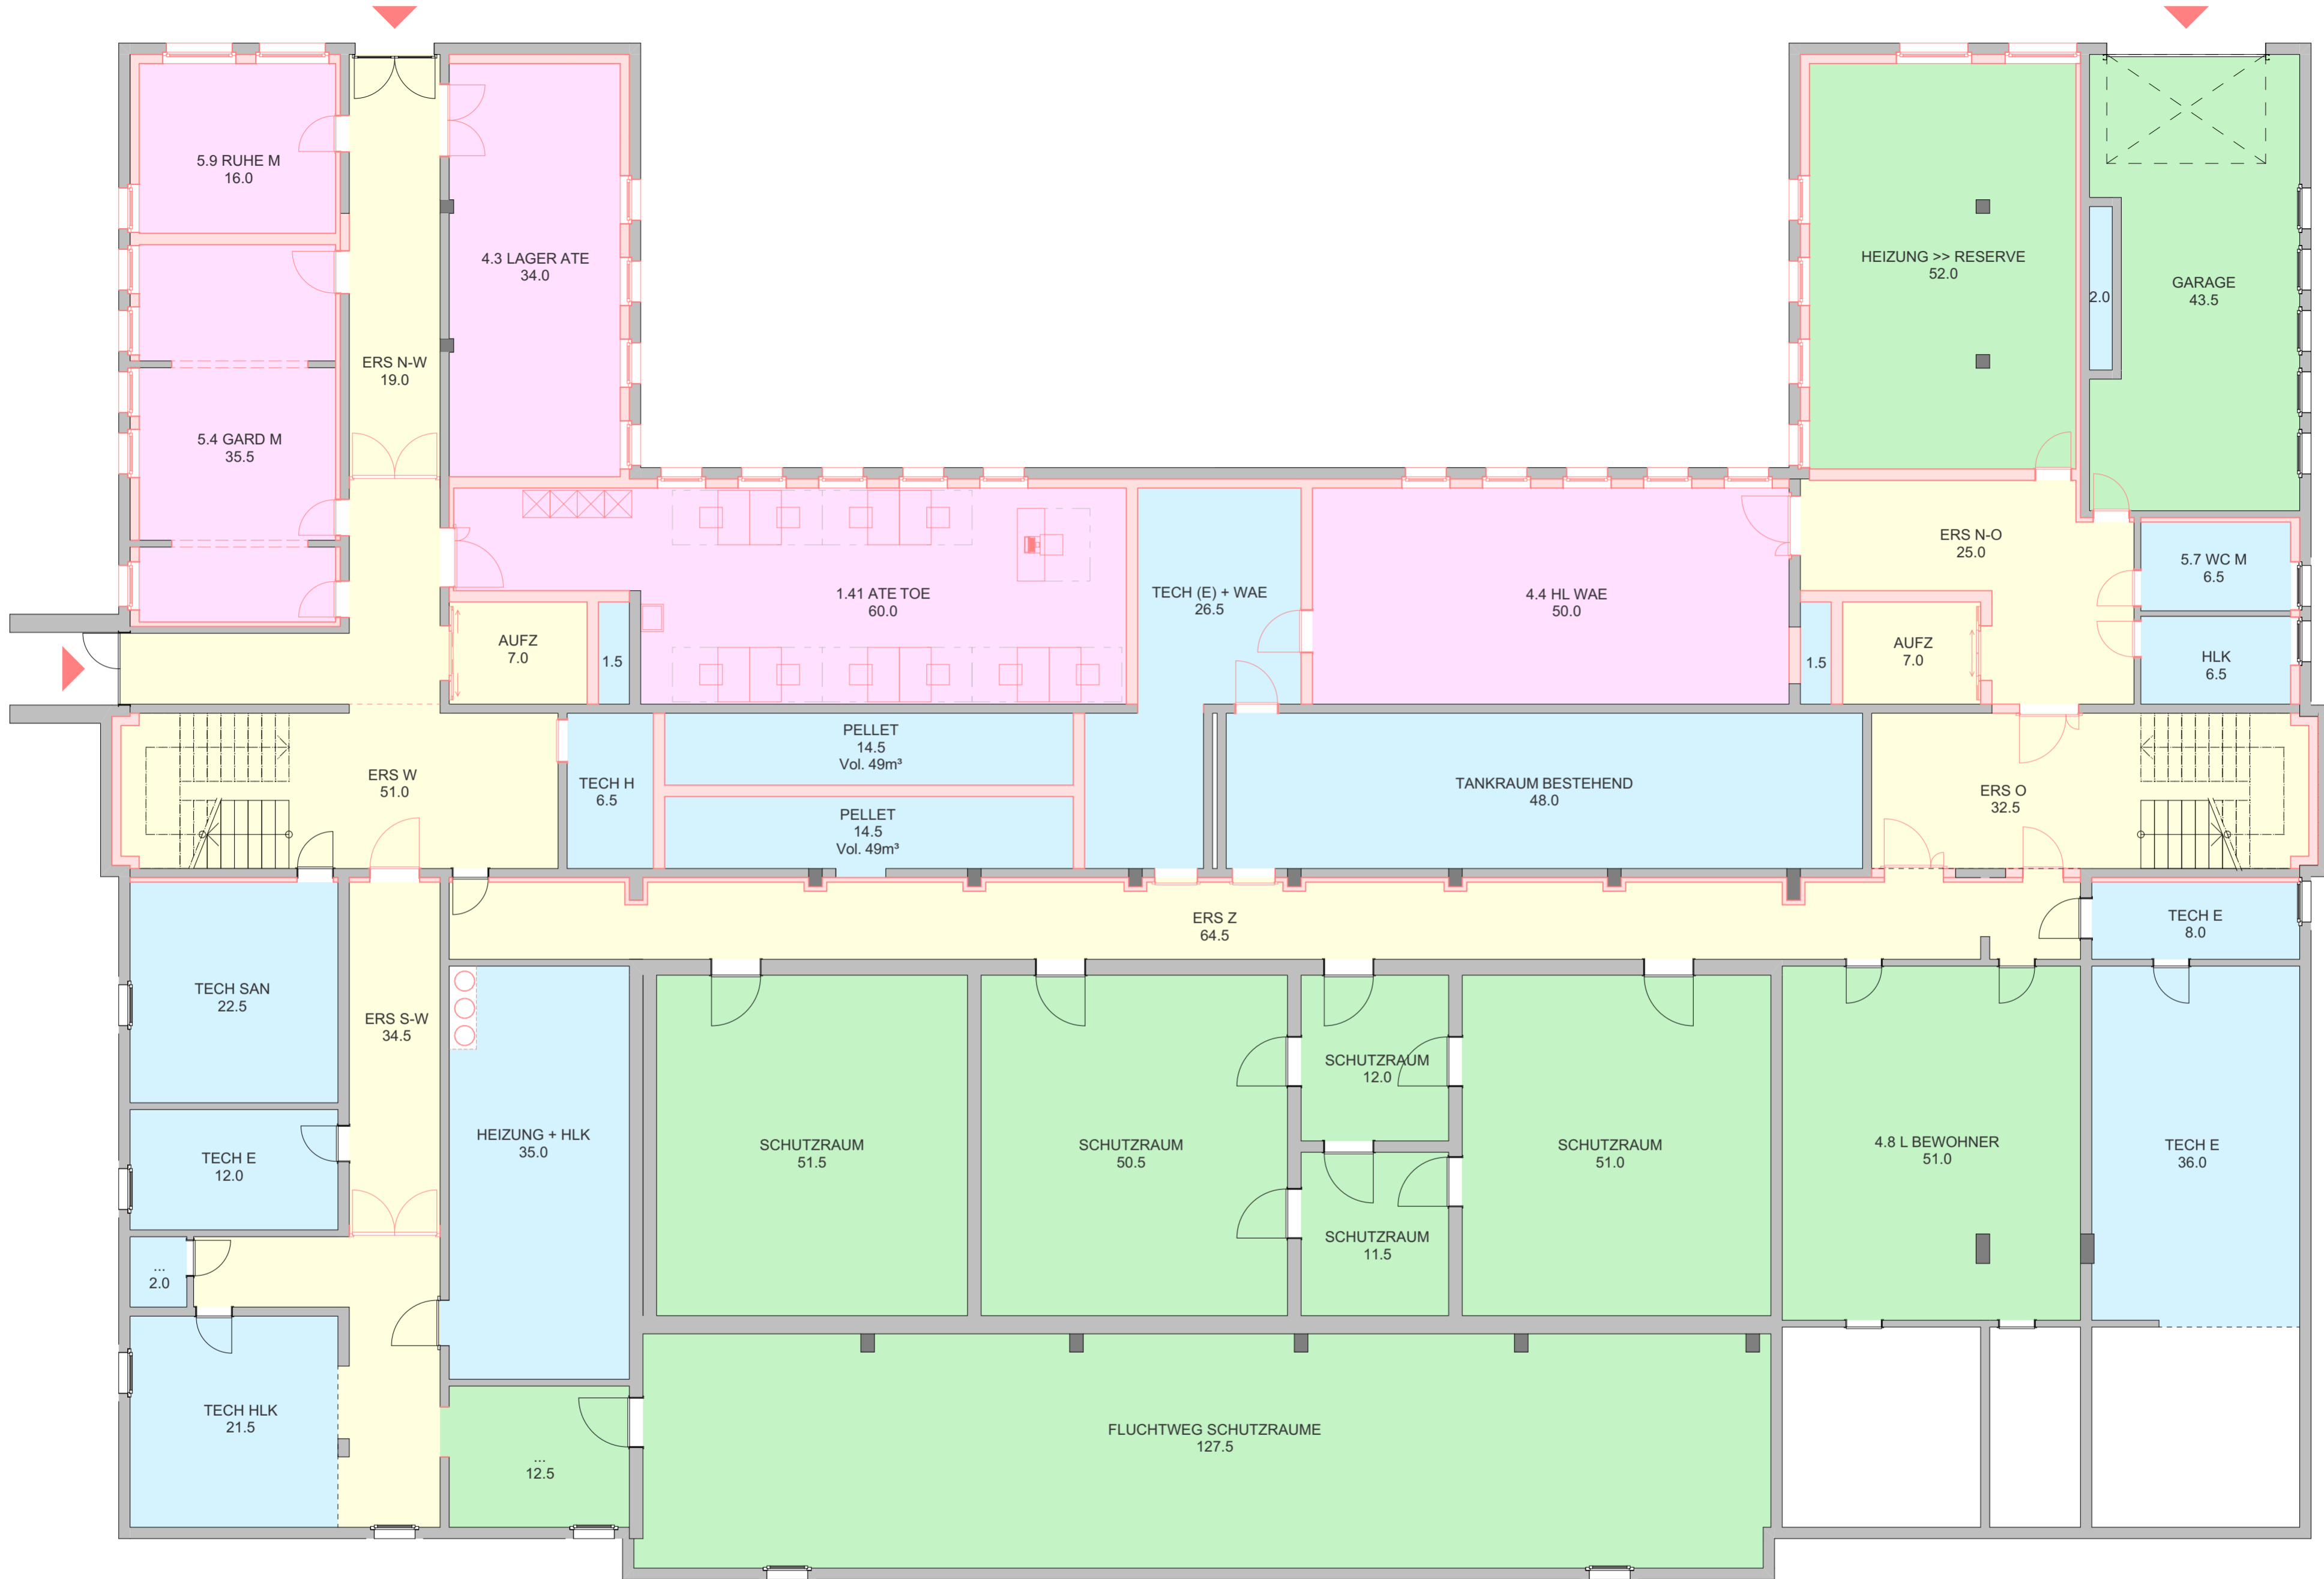 5.9 RUHE M
16.0
4.3 LAGER ATE
34.0
HEIZUNG >> RESERVE
52.0
2.0
GARAGE
43.5
ERS N-W
19.0
5.4 GARD M
35.5
1.41 ATE TOE
60.0
TECH (E) + WAE
26.5
4.4 HL WAE
50.0
ERS N-O
25.0
5.7 WC M
6.5
AUFZ
7.0
1.5
1.5
AUFZ
7.0
HLK
6.5
ERS W
51.0
TECH H
6.5
PELLET
14.5
Vol. 49m³
PELLET
14.5
Vol. 49m³
TANKRAUM BESTEHEND
48.0
ERS O
32.5
ERS Z
64.5
TECH E
8.0
TECH SAN
22.5
ERS S-W
34.5
TECH E
12.0
HEIZUNG + HLK
35.0
SCHUTZRAUM
51.5
SCHUTZRAUM
50.5
SCHUTZRAUM
12.0
SCHUTZRAUM
11.5
SCHUTZRAUM
51.0
4.8 L BEWOHNER
51.0
TECH E
36.0
...
2.0
TECH HLK
21.5
...
12.5
FLUCHTWEG SCHUTZRAUME
127.5